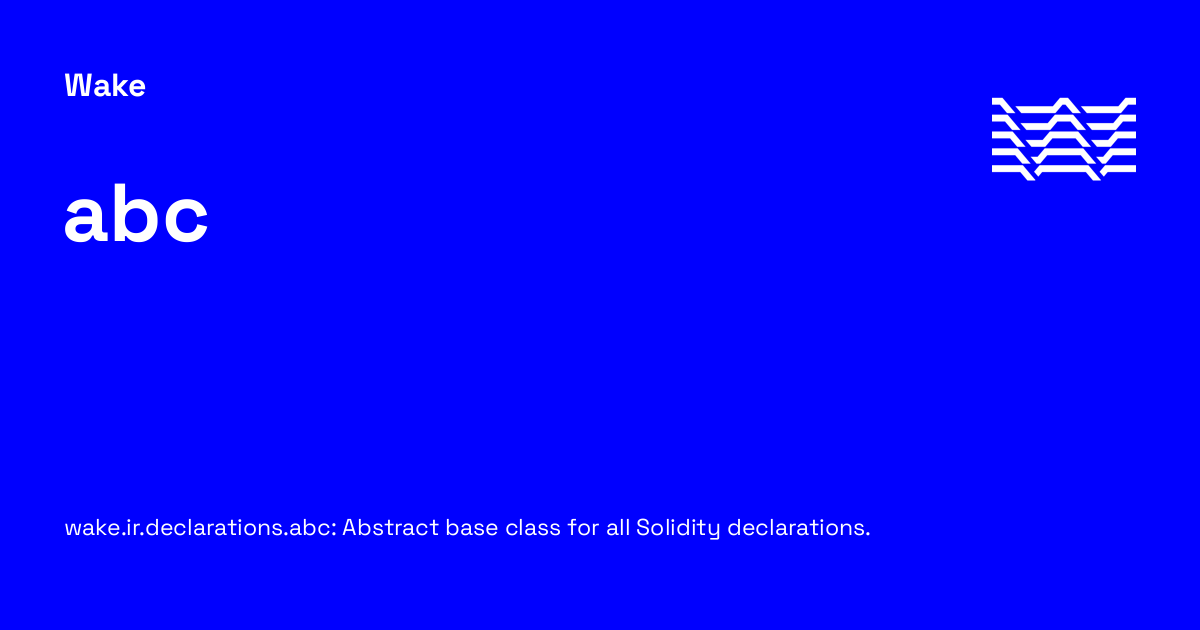 Wake
abc
wake.ir.declarations.abc: Abstract base class for all Solidity declarations.